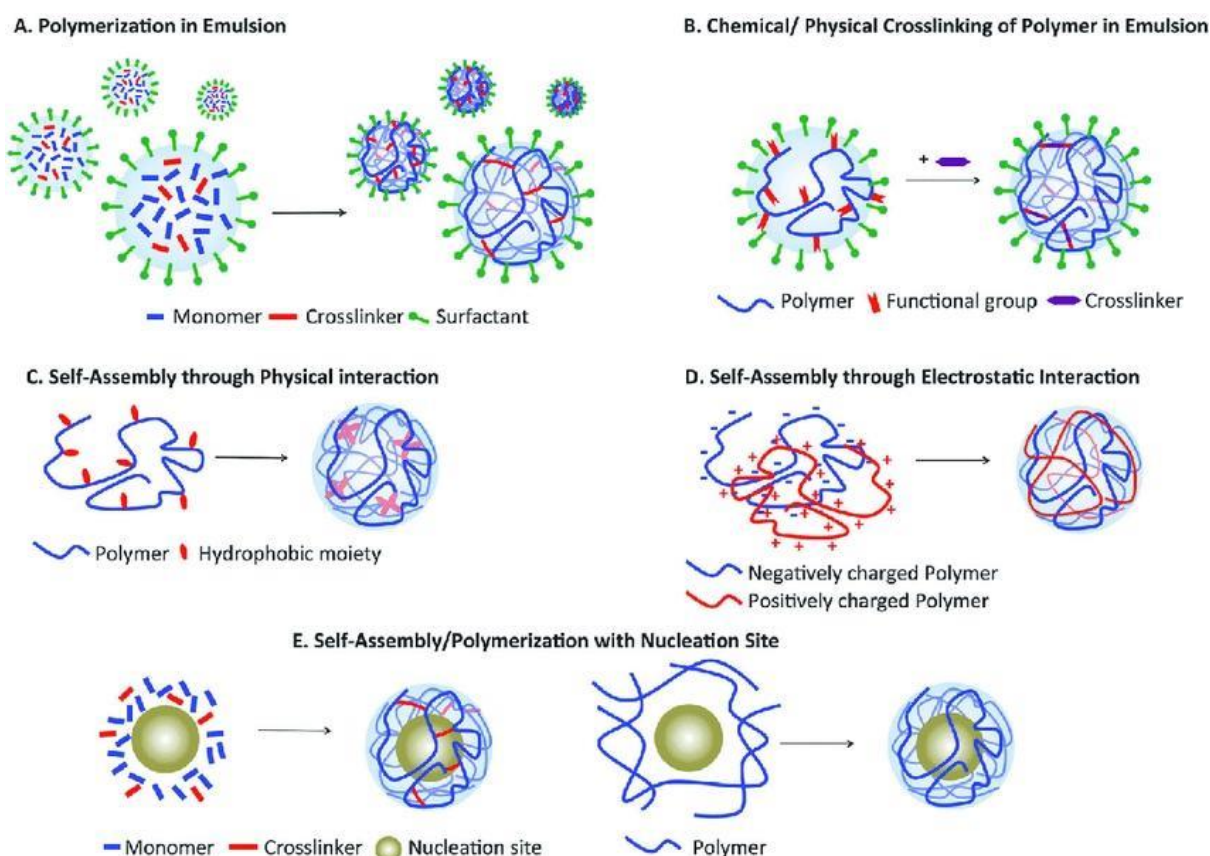 A. Polymerization in Emulsion
B. Chemical/ Physical Crosslinking of Polymer in Emulsion
+
Monomer Crosslinker Surfactant
Polymer Functional group Crosslinker
C. Self-Assembly through Physical interaction
D. Self-Assembly through Electrostatic Interaction
Polymer Hydrophobic moiety
Negatively charged Polymer
Positively charged Polymer
E. Self-Assembly/Polymerization with Nucleation Site
Monomer Crosslinker Nucleation site
Polymer